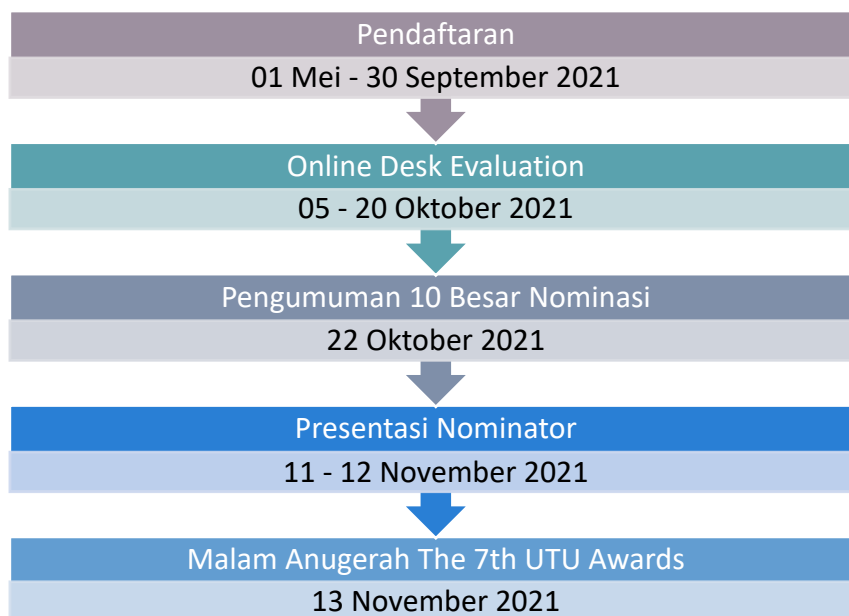 Pendaftaran
01 Mei - 30 September 2021
Online Desk Evaluation
05 - 20 Oktober 2021
Pengumuman 10 Besar Nominasi
22 Oktober 2021
Presentasi Nominator
11 - 12 November 2021
Malam Anugerah The 7th UTU Awards
13 November 2021